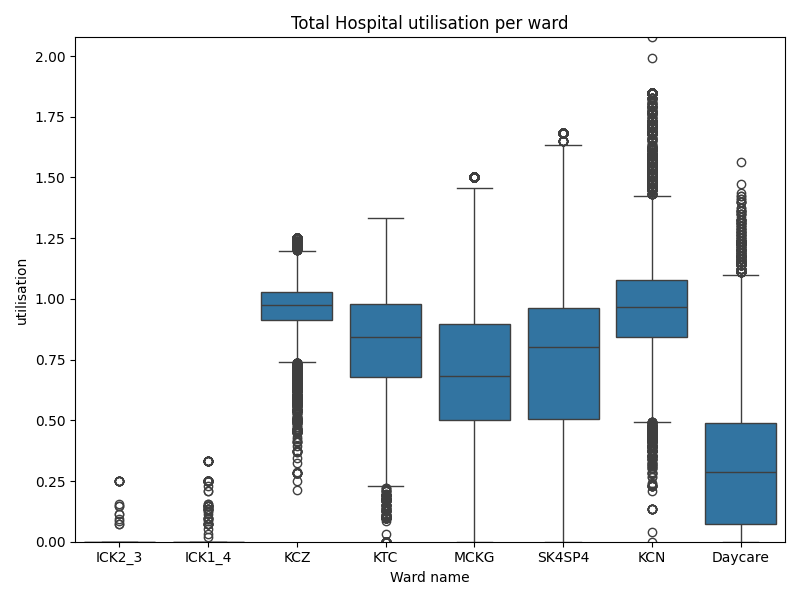 Total Hospital utilisation per ward
2.00
1.75
1.50
1.25
1.00
0.75
0.50
0.25
0.00
utilisation
ICK2_3 ICK1_4 KCZ KTC MCKG SK4SP4 KCN Daycare
Ward name